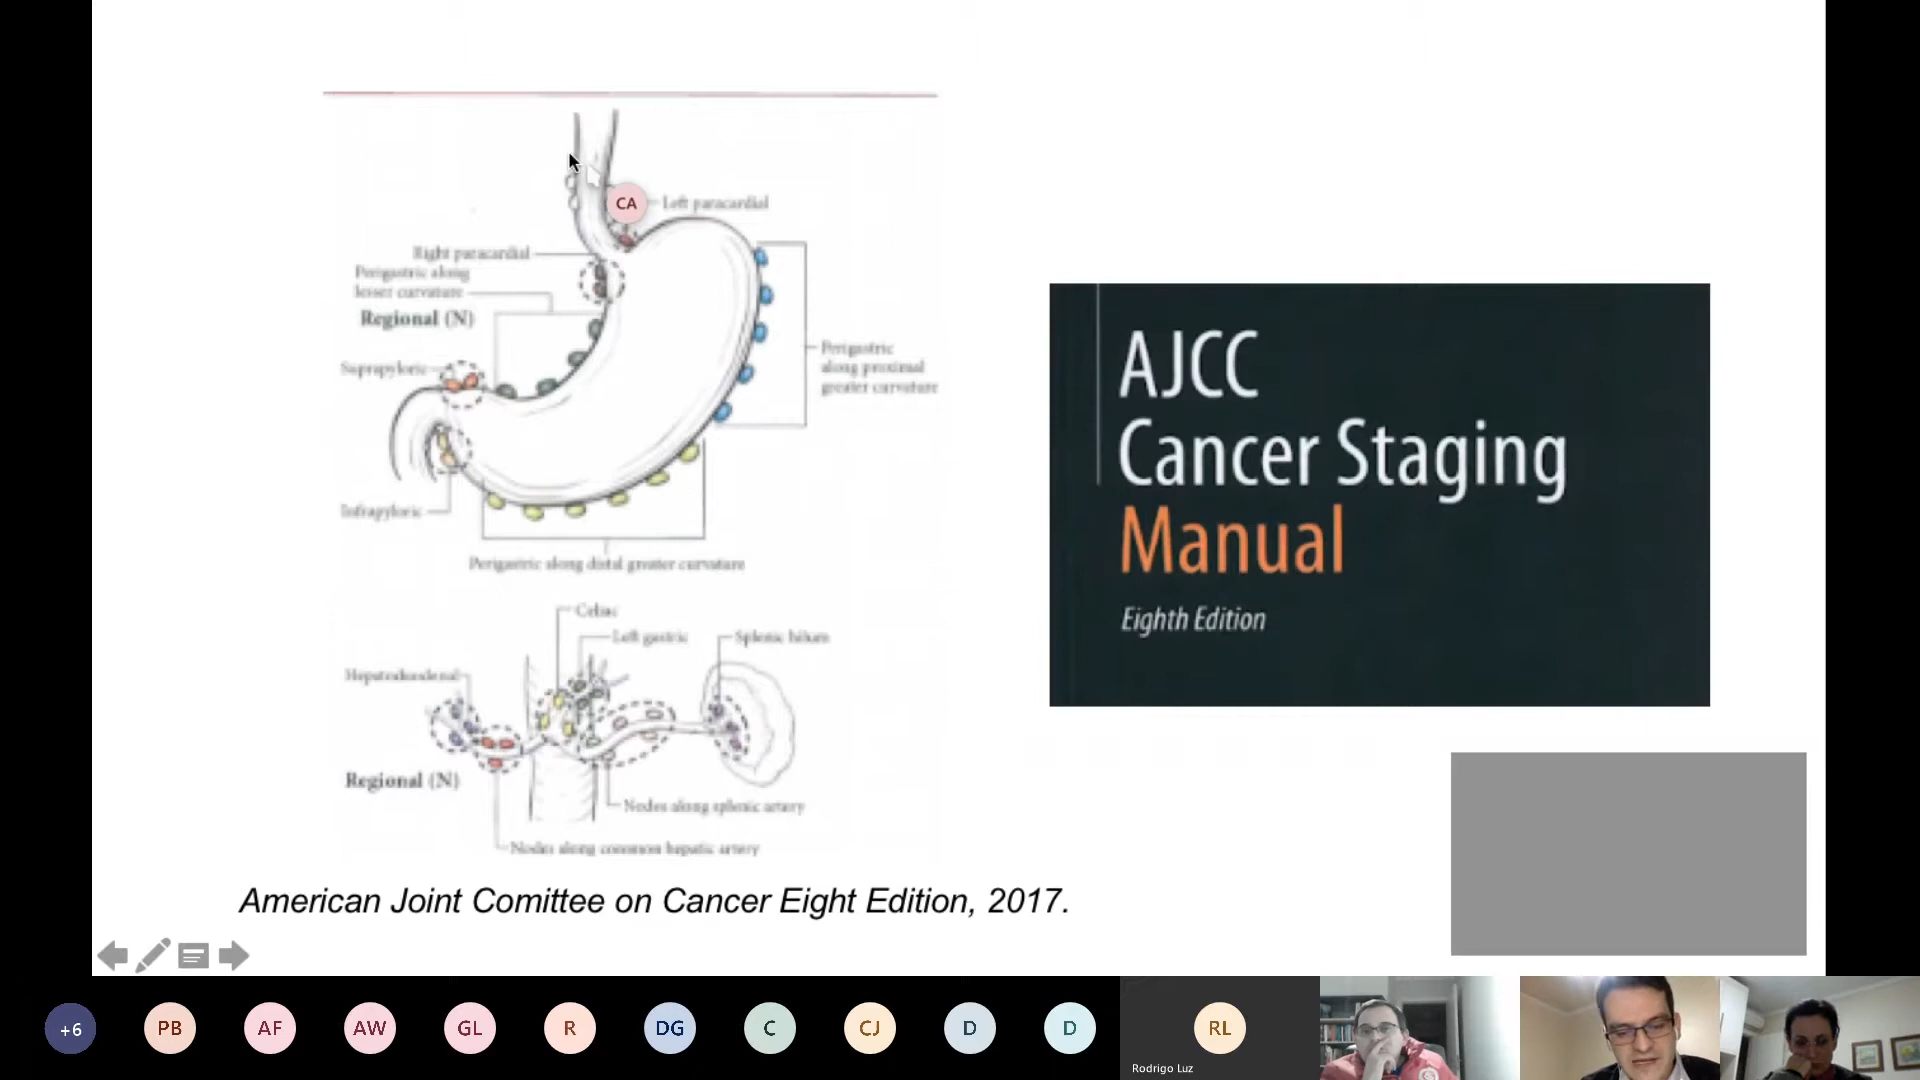 CA
Left paracardial
Right paracardial
Perigastric along
lesser curvature
Regional (N)
Suprapyloric
Perigastric
along proximal
greater curvature
Infrapyloric
Perigastric along distal greater curvature
Celiac
Left gastric
Splenic hilum
Hepatoduodenal
Regional (N)
Nodes along splenic artery
Nodes along common hepatic artery
AJCC
Cancer Staging
Manual
Eighth Edition
American Joint Comittee on Cancer Eight Edition, 2017.
+6
PB
AF
AW
GL
R
DG
C
CJ
D
D
RL
Rodrigo Luz